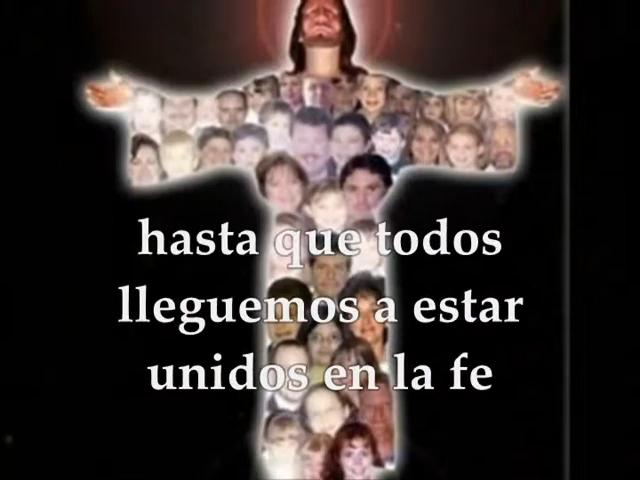 hasta que todos
lleguemos a estar
unidos en la fe